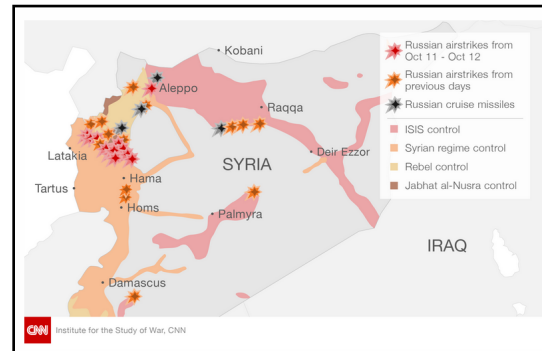 Kobani
Aleppo
Raqqa
Latakia
SYRIA
Deir Ezzor
Tartus
Hama
Homs
Palmyra
IRAQ
Damascus
Russian airstrikes from
Oct 11 - Oct 12
Russian airstrikes from
previous days
Russian cruise missiles
ISIS control
Syrian regime control
Rebel control
Jabhat al-Nusra control
CNN Institute for the Study of War, CNN